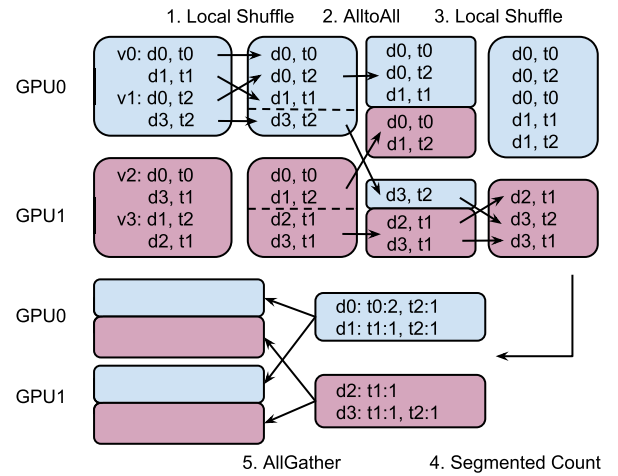 1. Local Shuffle
2. AlltoAll
3. Local Shuffle
GPU0
v0: d0, t0
d1, t1
v1: d0, t2
d3, t2
d0, t0
d0, t2
d1, t1
d3, t2
d0, t0
d0, t2
d1, t1
d0, t0
d1, t2
d0, t0
d0, t2
d0, t0
d1, t1
d1, t2
GPU1
v2: d0, t0
d3, t1
v3: d1, t2
d2, t1
d0, t0
d1, t2
d2, t1
d3, t1
d3, t2
d2, t1
d3, t1
d2, t1
d3, t2
d3, t1
GPU0
d0: t0:2, t2:1
d1: t1:1, t2:1
GPU1
d2: t1:1
d3: t1:1, t2:1
5. AllGather
4. Segmented Count